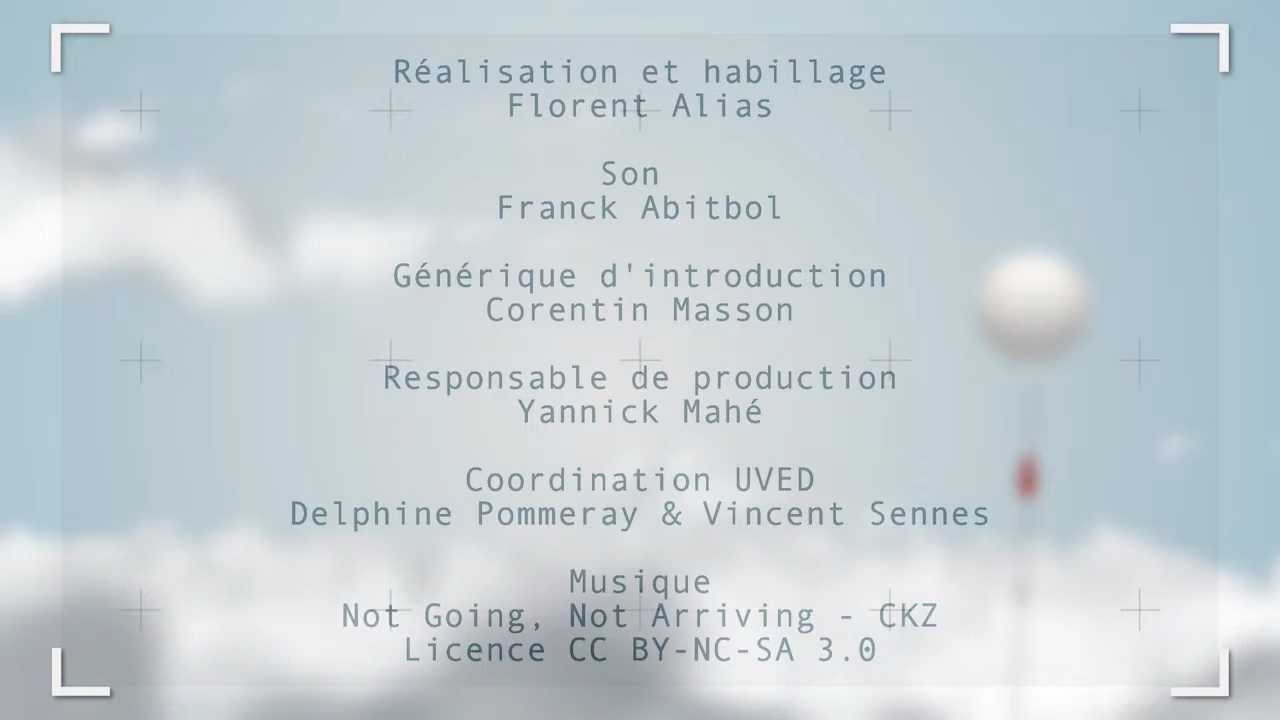 Réalisation et habillage
Florent Alias
Son
Franck Abitbol
Générique d'introduction
Corentin Masson
Responsable de production
Yannick Mahé
Coordination UVED
Delphine Pommeray & Vincent Sennes
Musique
Not Going, Not Arriving - CKZ
Licence CC BY-NC-SA 3.0